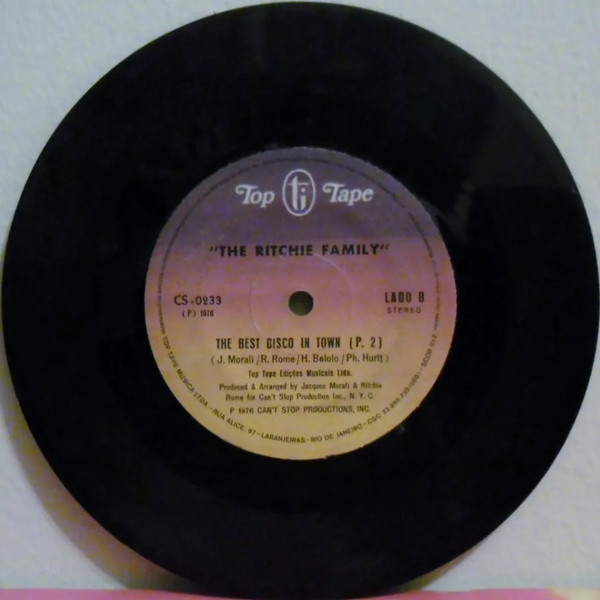 Top Tape
"THE RITCHIE FAMILY"
CS-0233
(P) 1976
LADO B
STEREO
THE BEST DISCO IN TOWN (P. 2)
(J. Morali/R. Rome/H. Belolo/Ph. Hurtt)
Top Tape Edições Musicais Ltda.
Produced & Arranged by Jacques Morali & Ritchie
Rome for Can't Stop Production Inc., N. Y. C.
P 1976 CAN'T STOP PRODUCTIONS, INC.
TOP TAPE MUSICA LTDA. - RUA ALICE, 97 - LARANJEIRAS - RIO DE JANEIRO - CGC